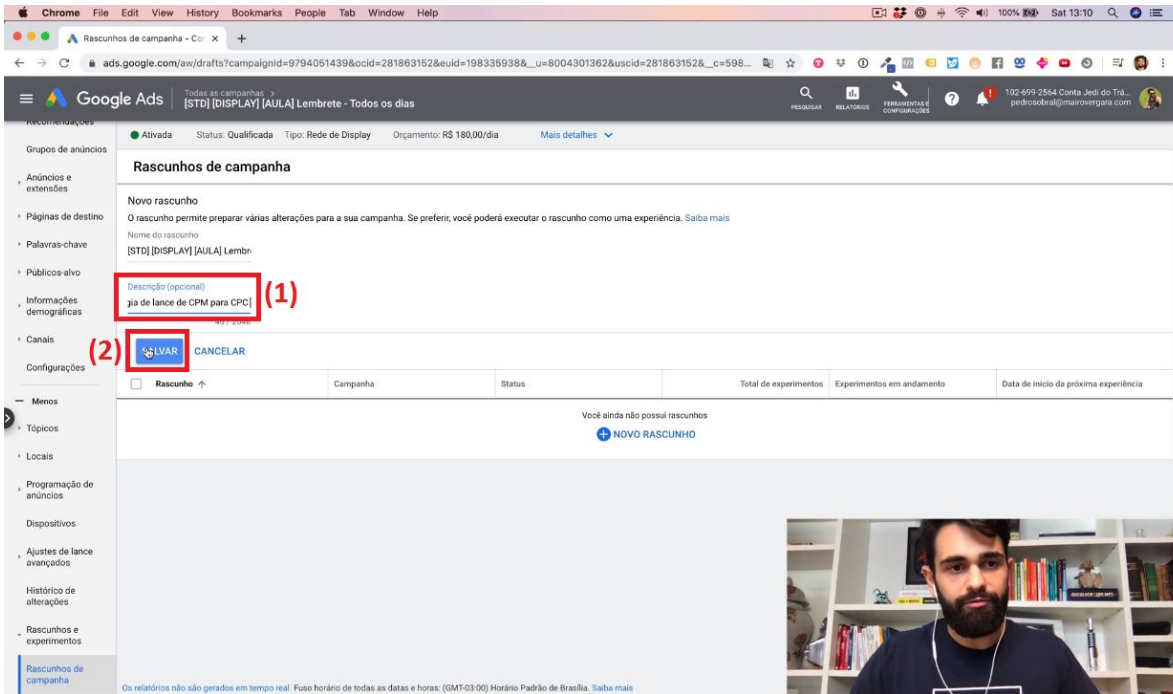 Chrome File Edit View History Bookmarks People Tab Window Help
100% Sat 13:10
Rascunhos de campanha - Co
ads.google.com/aw/drafts?campaignId=9794051439&ocid=281863152&euid=198335938&__u=8004301362&uscid=281863152&__c=598...
Google Ads
Todas as campanhas >
[STD] [DISPLAY] [AULA] Lembrete - Todos os dias
PESQUISAR
RELATÓRIOS
FERRAMENTAS E
CONFIGURAÇÕES
102-699-2564 Conta Jedi do Trá...
pedrosobral@mairovergara.com
Recomendações
Grupos de anúncios
Anúncios e
extensões
Páginas de destino
Palavras-chave
Públicos-alvo
Informações
demográficas
Canais
Configurações
Menos
Tópicos
Locais
Programação de
anúncios
Dispositivos
Ajustes de lance
avançados
Histórico de
alterações
Rascunhos e
experimentos
Rascunhos de
campanha
Ativada Status: Qualificada Tipo: Rede de Display Orçamento: R$ 180,00/dia Mais detalhes
Rascunhos de campanha
Novo rascunho
O rascunho permite preparar várias alterações para a sua campanha. Se preferir, você poderá executar o rascunho como uma experiência. Saiba mais
Nome do rascunho
[STD] [DISPLAY] [AULA] Lembr
Descrição (opcional)
gia de lance de CPM para CPC
(1)
(2)
SALVAR CANCELAR
Rascunho Campanha Status Total de experimentos Experimentos em andamento Data de início da próxima experiência
Você ainda não possui rascunhos
NOVO RASCUNHO
Os relatórios não são gerados em tempo real. Fuso horário de todas as datas e horas: (GMT-03:00) Horário Padrão de Brasília. Saiba mais